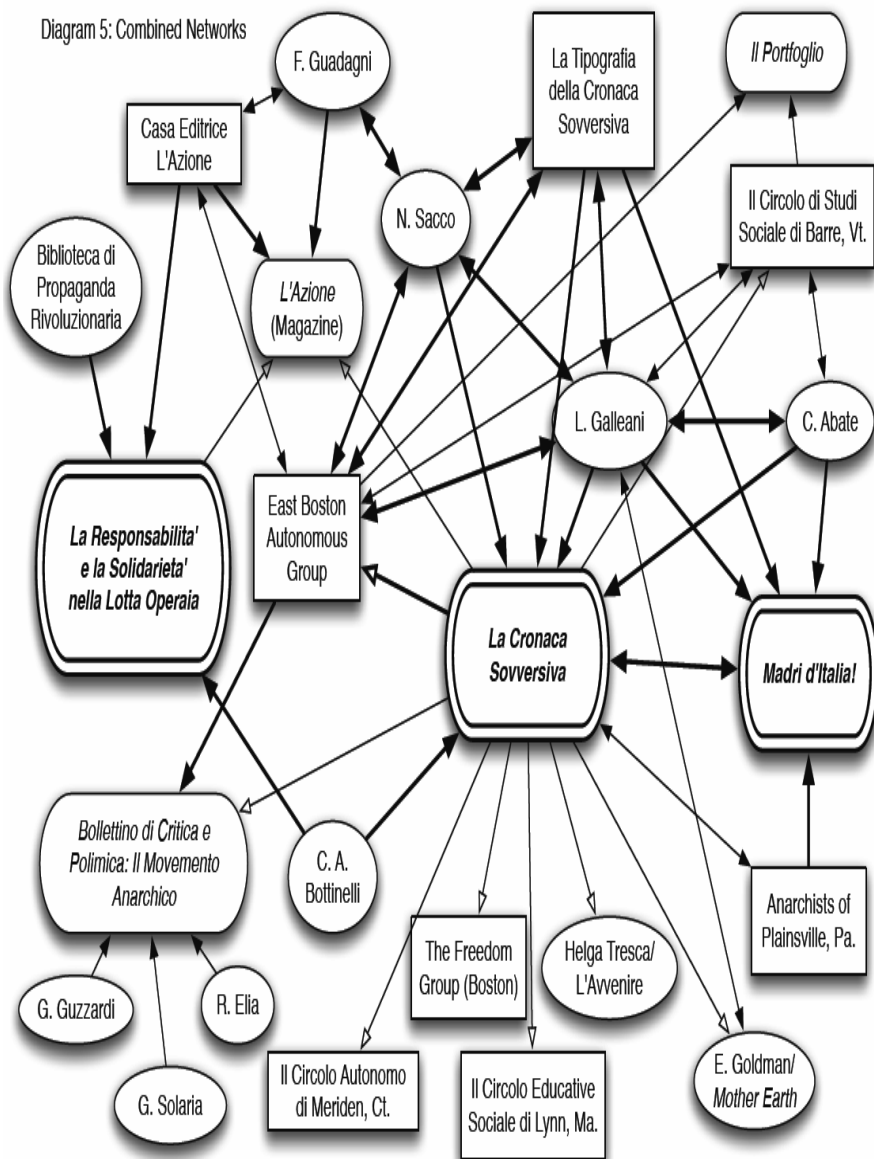 Diagram 5: Combined Networks
F. Guadagni
La Tipografia
della Cronaca
Sovversiva
Il Portfoglio
Casa Editrice
L'Azione
N. Sacco
Il Circolo di Studi
Sociale di Barre, Vt.
Biblioteca di
Propaganda
Rivoluzionaria
L'Azione
(Magazine)
L. Galleani
C. Abate
La Responsabilita'
e la Solidarieta'
nella Lotta Operaia
East Boston
Autonomous
Group
La Cronaca
Sovversiva
Madri d'Italia!
Bollettino di Critica e
Polimica: Il Movemento
Anarchico
C. A.
Bottinelli
The Freedom
Group (Boston)
Helga Tresca/
L'Avvenire
Anarchists of
Plainsville, Pa.
G. Guzzardi
R. Elia
G. Solaria
Il Circolo Autonomo
di Meriden, Ct.
Il Circolo Educative
Sociale di Lynn, Ma.
E. Goldman/
Mother Earth